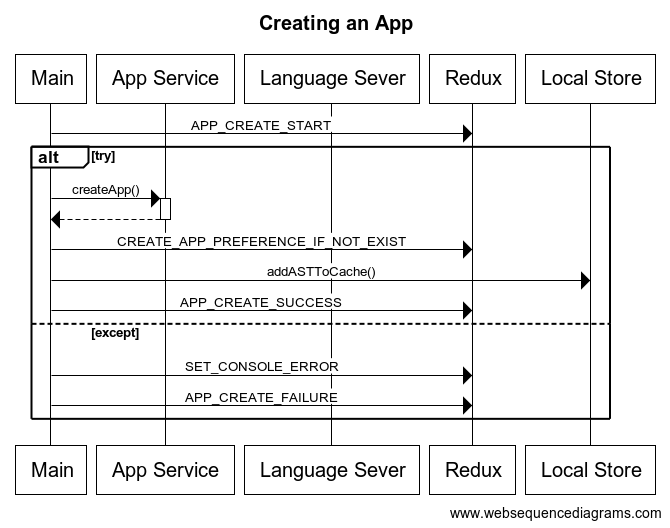 Creating an App
Main App Service Language Sever Redux Local Store
APP_CREATE_START
alt [try]
createApp()
CREATE_APP_PREFERENCE_IF_NOT_EXIST
addASTToCache()
APP_CREATE_SUCCESS
[except]
SET_CONSOLE_ERROR
APP_CREATE_FAILURE
Main App Service Language Sever Redux Local Store
www.websequencediagrams.com